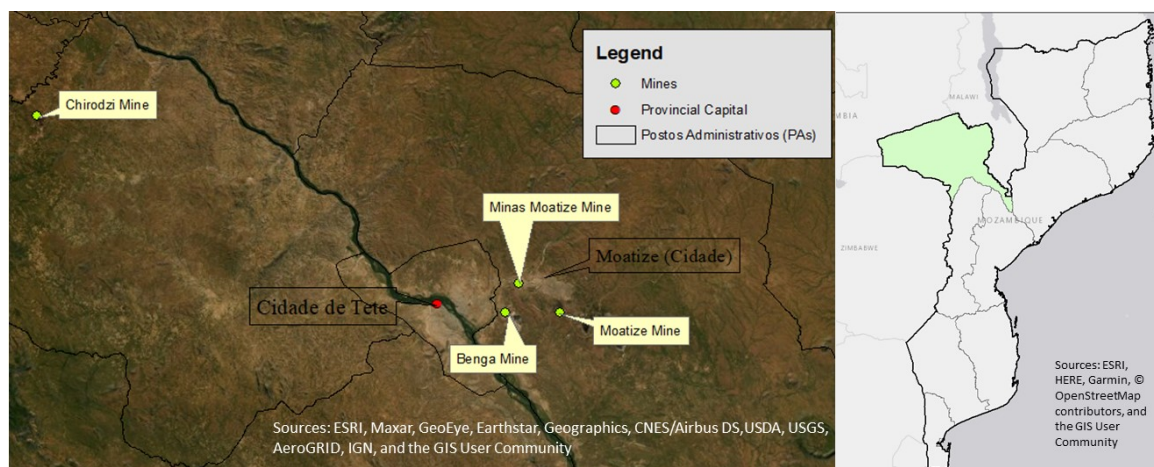 Legend
Mines
Provincial Capital
Postos Administrativos (PAs)
Chirodzi Mine
Minas Moatize Mine
Moatize (Cidade)
Cidade de Tete
Moatize Mine
Benga Mine
Sources: ESRI, Maxar, GeoEye, Earthstar, Geographics, CNES/Airbus DS,USDA, USGS,
AeroGRID, IGN, and the GIS User Community
MALAWI
MBIA
MOZAMBIQUE
ZIMBABWE
Sources: ESRI,
HERE, Garmin, ©
OpenStreetMap
contributors, and
the GIS User
Community